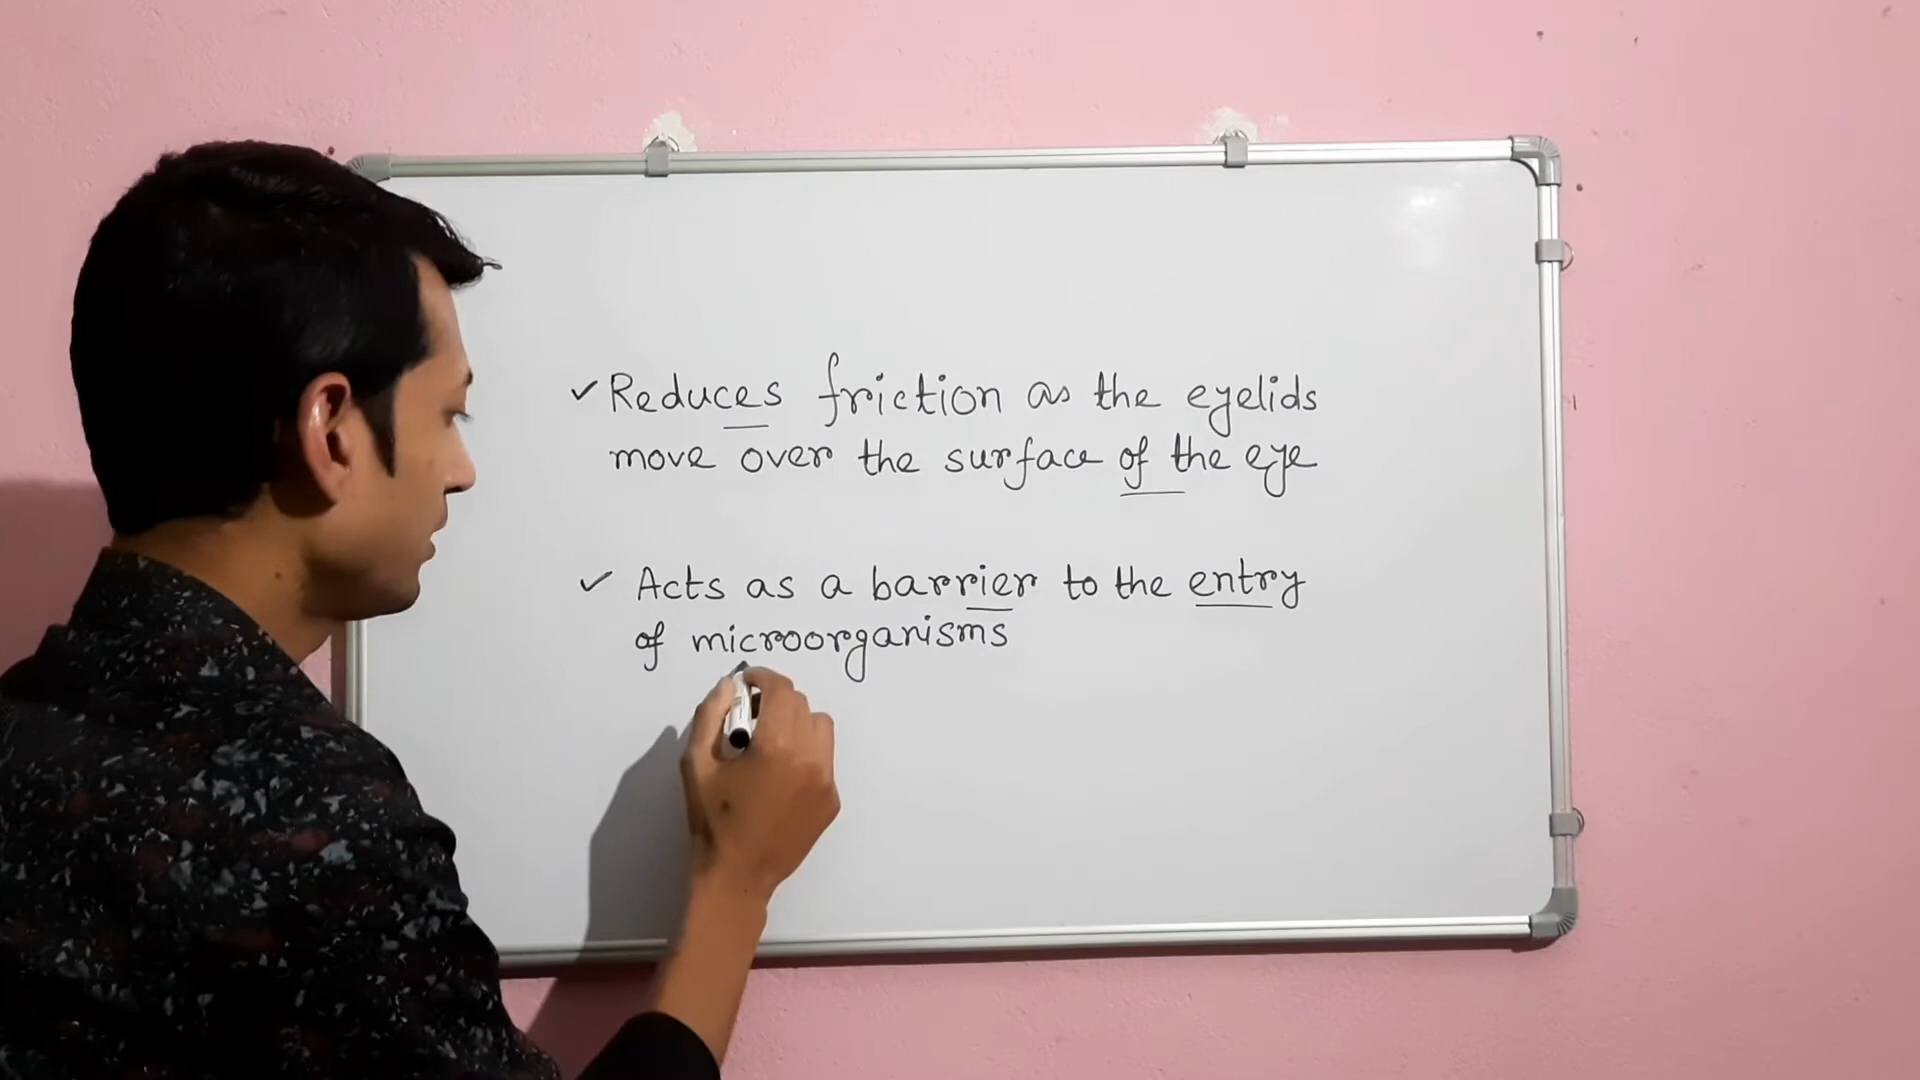 ✓ Reduces friction as the eyelids
move over the surface of the eye
✓ Acts as a barrier to the entry
of microorganisms